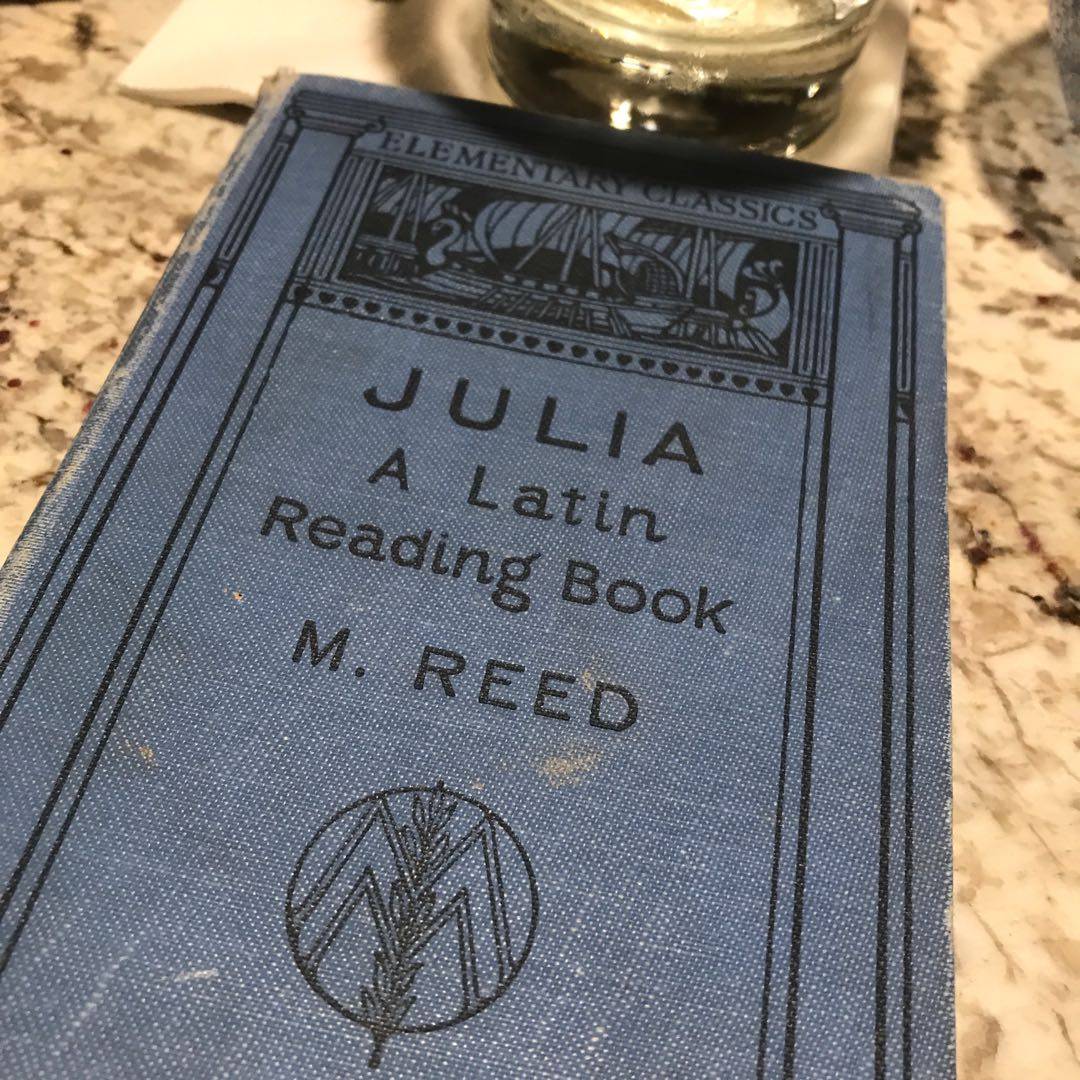 ELEMENTARY CLASSICS
JULIA
A Latin
Reading Book
M. REED